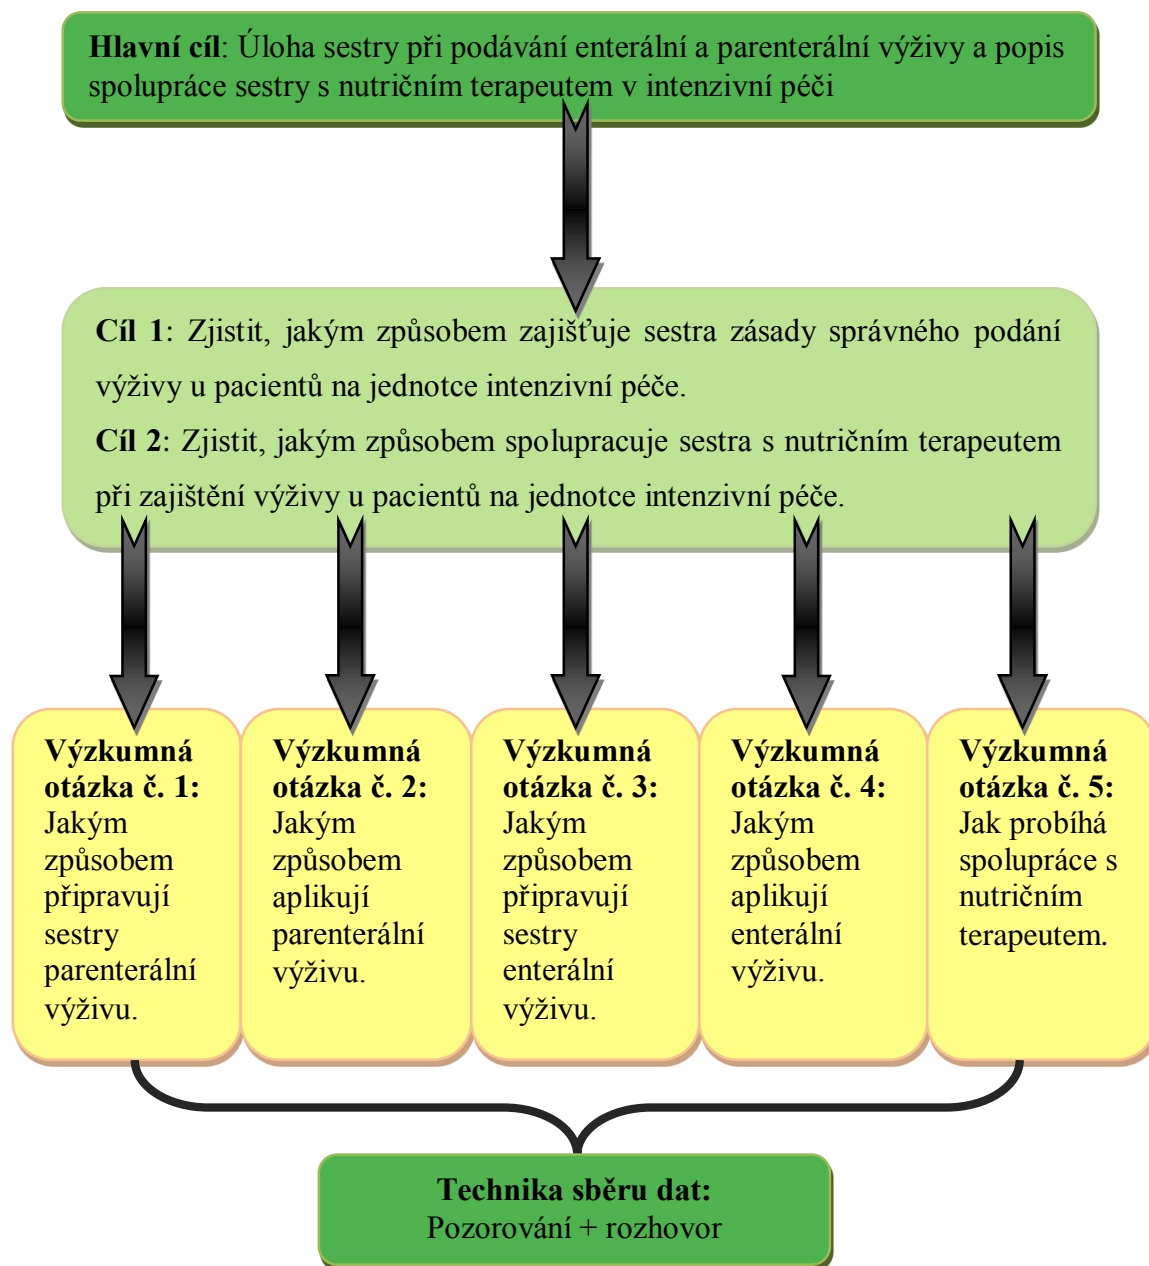 Hlavní cíl: Úloha sestry při podávání enterální a parenterální výživy a popis
spolupráce sestry s nutričním terapeutem v intenzivní péči
Cíl 1: Zjistit, jakým způsobem zajišťuje sestra zásady správného podání
výživy u pacientů na jednotce intenzivní péče.
Cíl 2: Zjistit, jakým způsobem spolupracuje sestra s nutričním terapeutem
při zajištění výživy u pacientů na jednotce intenzivní péče.
Výzkumná
otázka č. 1:
Jakým
způsobem
připravují
sestry
parenterální
výživu.
Výzkumná
otázka č. 2:
Jakým
způsobem
aplikují
parenterální
výživu.
Výzkumná
otázka č. 3:
Jakým
způsobem
připravují
sestry
enterální
výživu.
Výzkumná
otázka č. 4:
Jakým
způsobem
aplikují
enterální
výživu.
Výzkumná
otázka č. 5:
Jak probíhá
spolupráce s
nutričním
terapeutem.
Technika sběru dat:
Pozorování + rozhovor